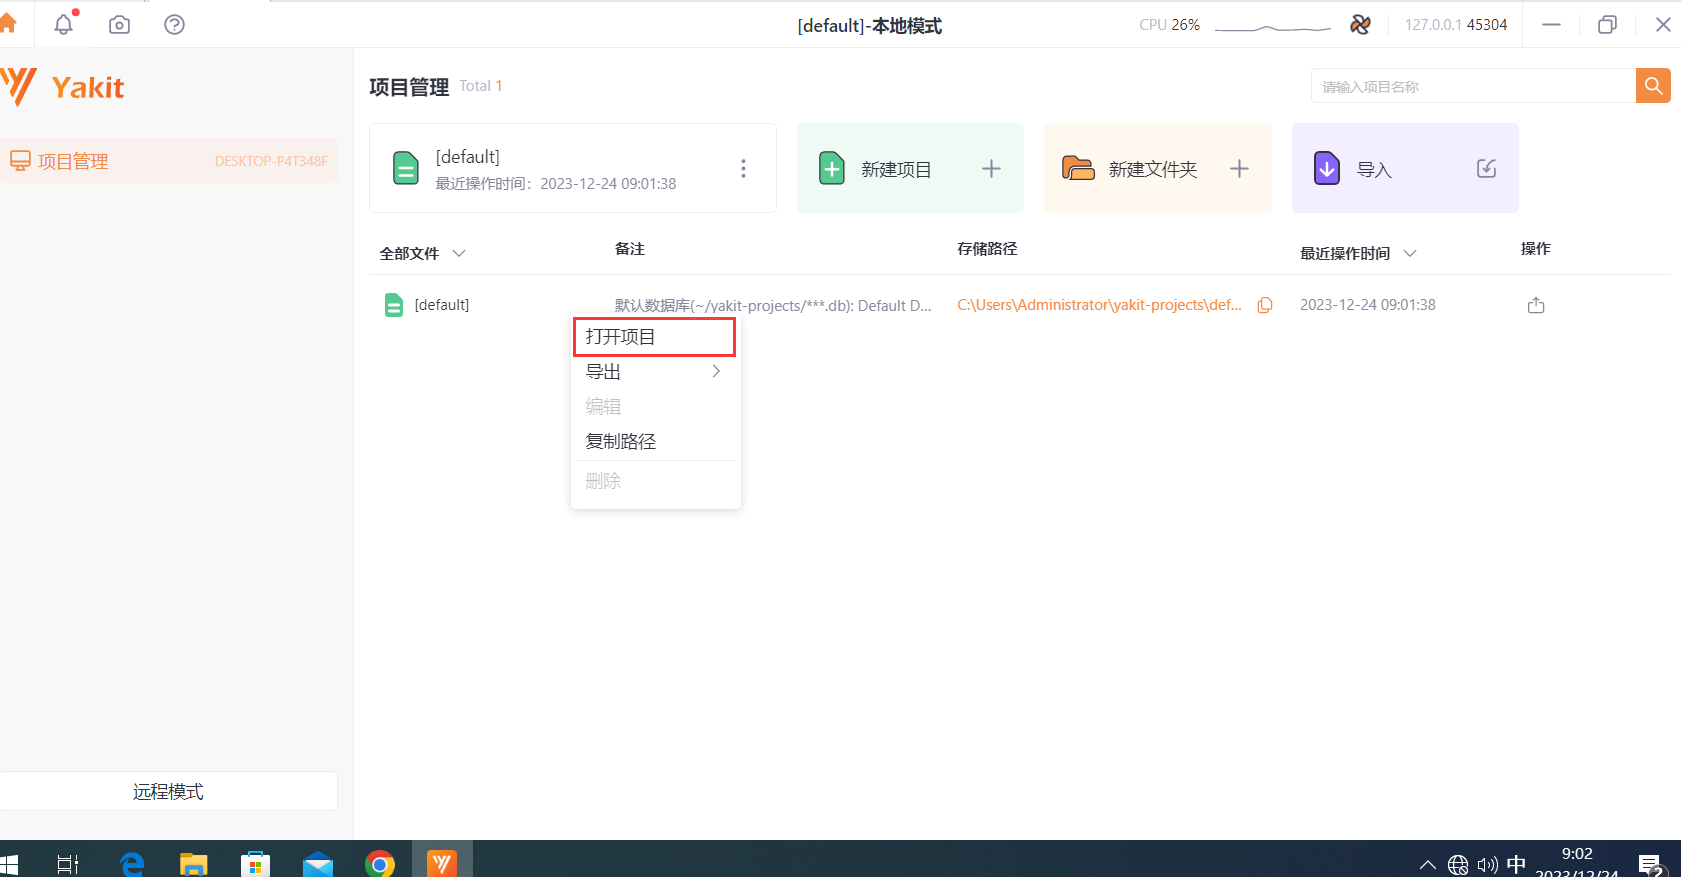 [default]-本地模式
CPU 26%
127.0.0.1 45304
Yakit
项目管理 Total 1
请输入项目名称
项目管理 DESKTOP-P4T348F
[default]
最近操作时间：2023-12-24 09:01:38
新建项目
新建文件夹
导入
全部文件 备注 存储路径 最近操作时间 操作
[default] 默认数据库(~/yakit-projects/***.db): Default D... C:\Users\Administrator\yakit-projects\def... 2023-12-24 09:01:38
打开项目
导出
编辑
复制路径
删除
远程模式
中
9:02
2023/12/24
2